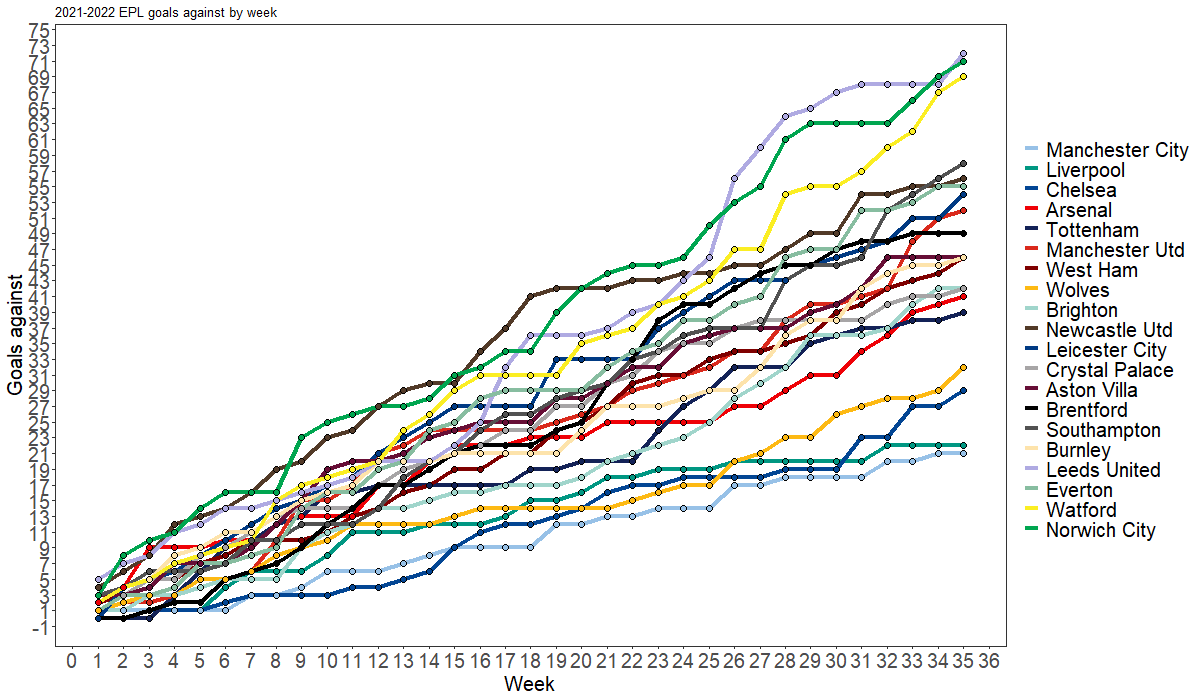 2021-2022 EPL goals against by week
75
73
71
69
67
65
63
61
59
57
55
53
51
49
47
45
43
41
39
37
35
33
31
29
27
25
23
21
19
17
15
13
11
9
7
5
3
1
-1
Goals against
0 1 2 3 4 5 6 7 8 9 10 11 12 13 14 15 16 17 18 19 20 21 22 23 24 25 26 27 28 29 30 31 32 33 34 35 36
Week
Manchester City
Liverpool
Chelsea
Arsenal
Tottenham
Manchester Utd
West Ham
Wolves
Brighton
Newcastle Utd
Leicester City
Crystal Palace
Aston Villa
Brentford
Southampton
Burnley
Leeds United
Everton
Watford
Norwich City